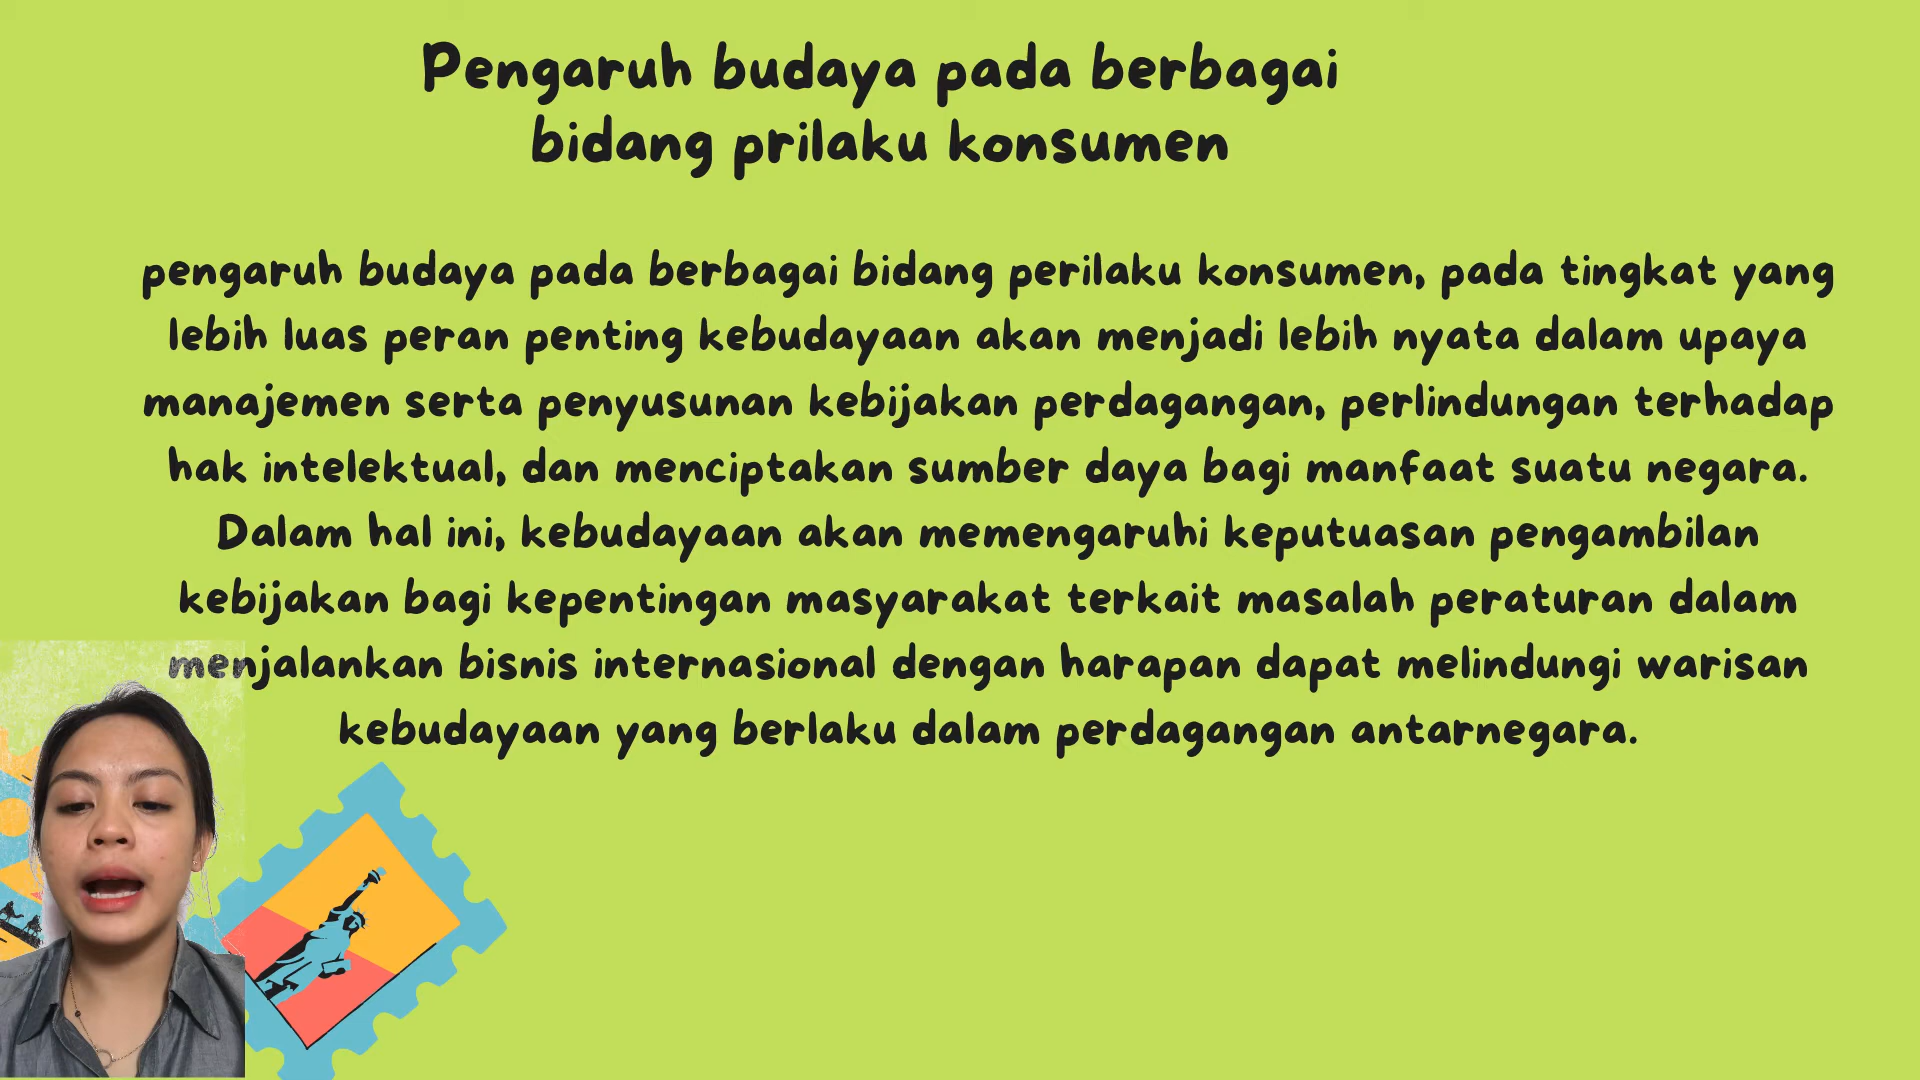 Pengaruh budaya pada berbagai
bidang prilaku konsumen
pengaruh budaya pada berbagai bidang perilaku konsumen, pada tingkat yang
lebih luas peran penting kebudayaan akan menjadi lebih nyata dalam upaya
manajemen serta penyusunan kebijakan perdagangan, perlindungan terhadap
hak intelektual, dan menciptakan sumber daya bagi manfaat suatu negara.
Dalam hal ini, kebudayaan akan memengaruhi keputuasan pengambilan
kebijakan bagi kepentingan masyarakat terkait masalah peraturan dalam
menjalankan bisnis internasional dengan harapan dapat melindungi warisan
kebudayaan yang berlaku dalam perdagangan antarnegara.